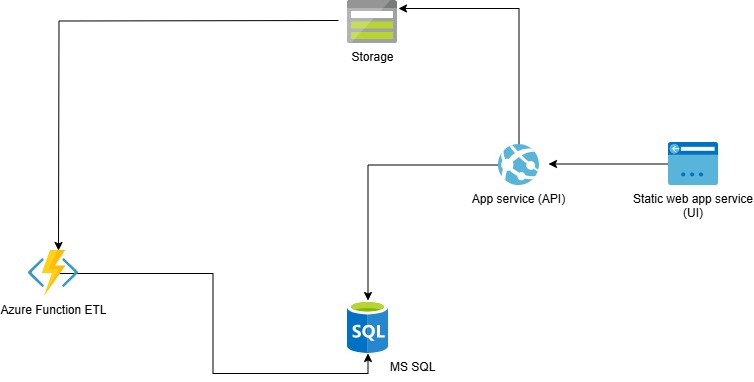 Storage
App service (API)
Static web app service
(UI)
Azure Function ETL
SQL
MS SQL